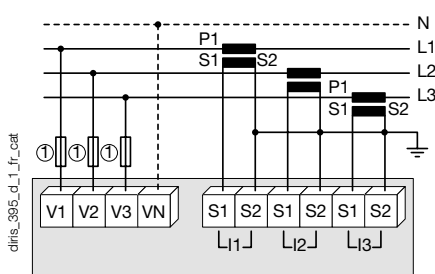 N
P1 L1
S1 S2
L2
P1
L3
S1 S2
1 1 1
V1 V2 V3 VN S1 S2 S1 S2 S1 S2
I1 I2 I3
diris_395_d_1_fr_cat